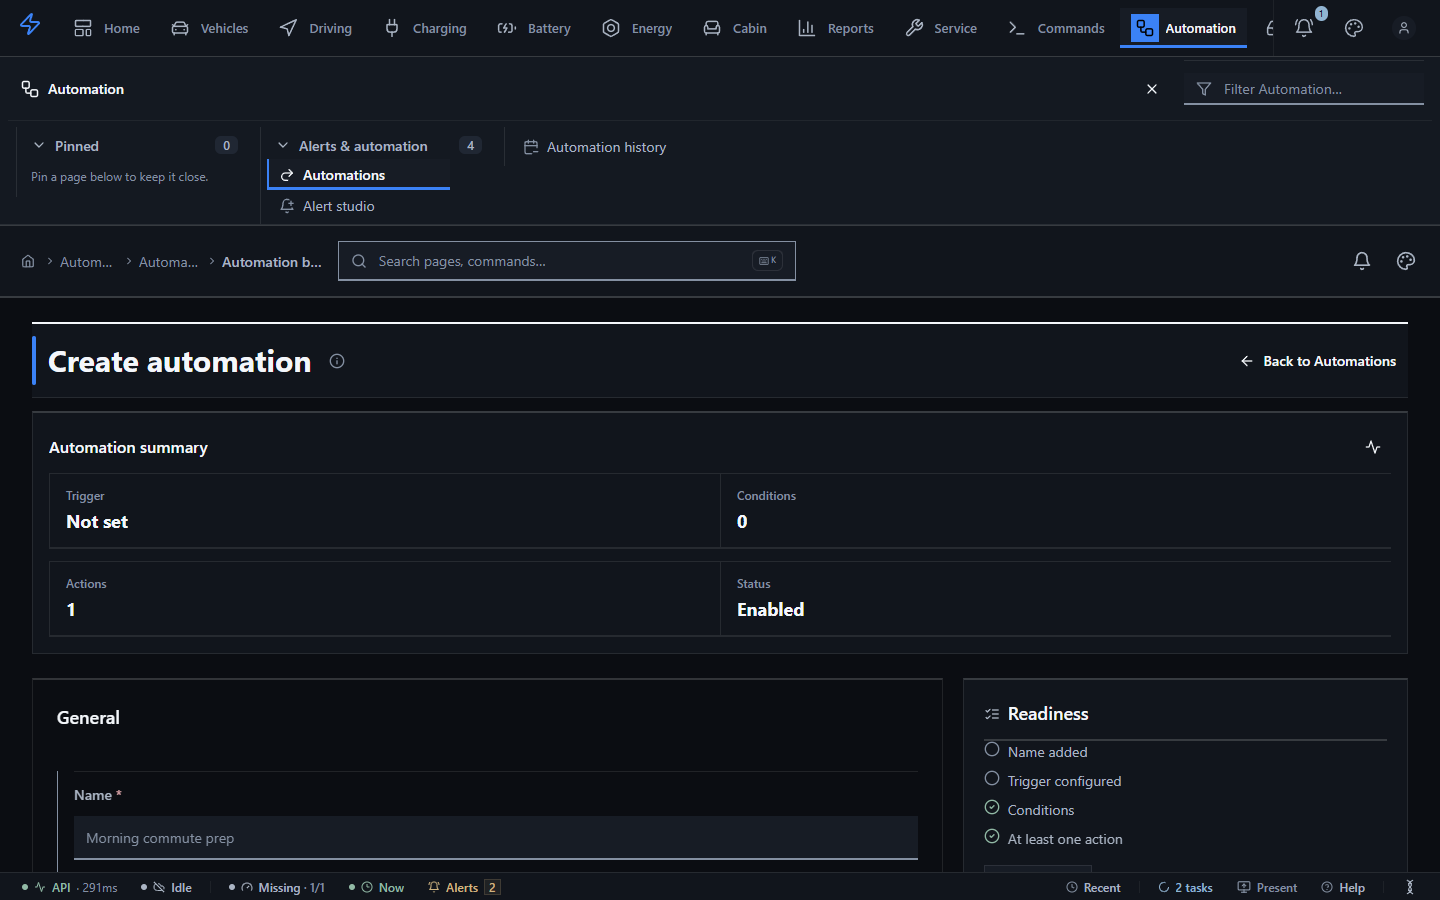 Home
Vehicles
Driving
Charging
Battery
Energy
Cabin
Reports
Service
Commands
Automation
1
Automation
Filter Automation...
Pinned
0
Pin a page below to keep it close.
Alerts & automation
4
Automations
Alert studio
Automation history
Autom...
Automa...
Automation b...
Search pages, commands...
K
Create automation
Back to Automations
Automation summary
Trigger
Not set
Conditions
0
Actions
1
Status
Enabled
General
Name *
Morning commute prep
Readiness
Name added
Trigger configured
Conditions
At least one action
API · 291ms
Idle
Missing · 1/1
Now
Alerts 2
Recent
2 tasks
Present
Help